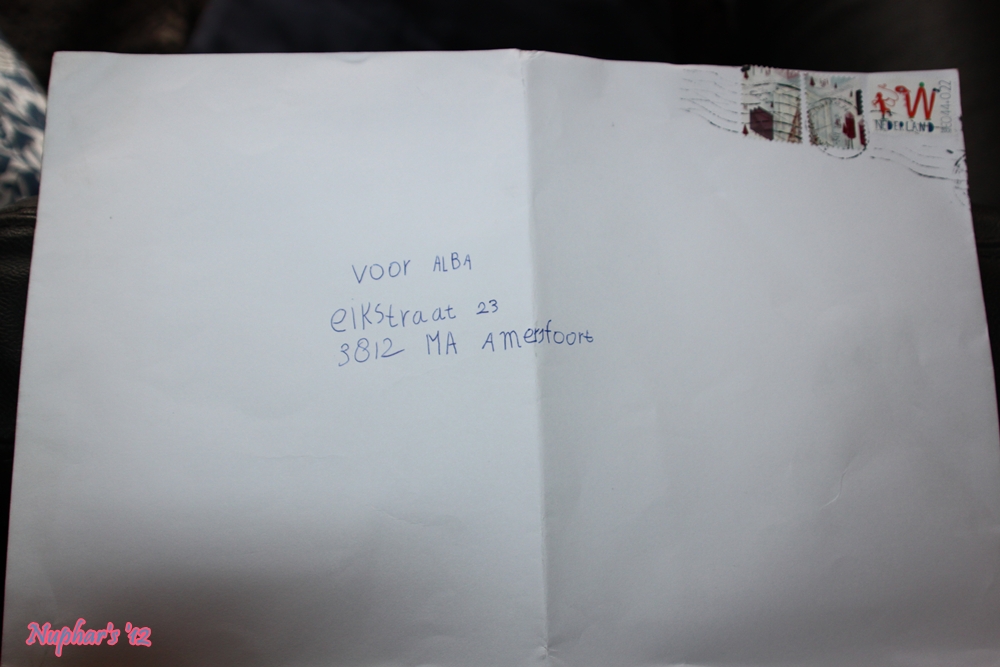 W
NEDERLAND
voor ALBA
eikstraat 23
3812 MA Amersfoort
Nuphar's '12